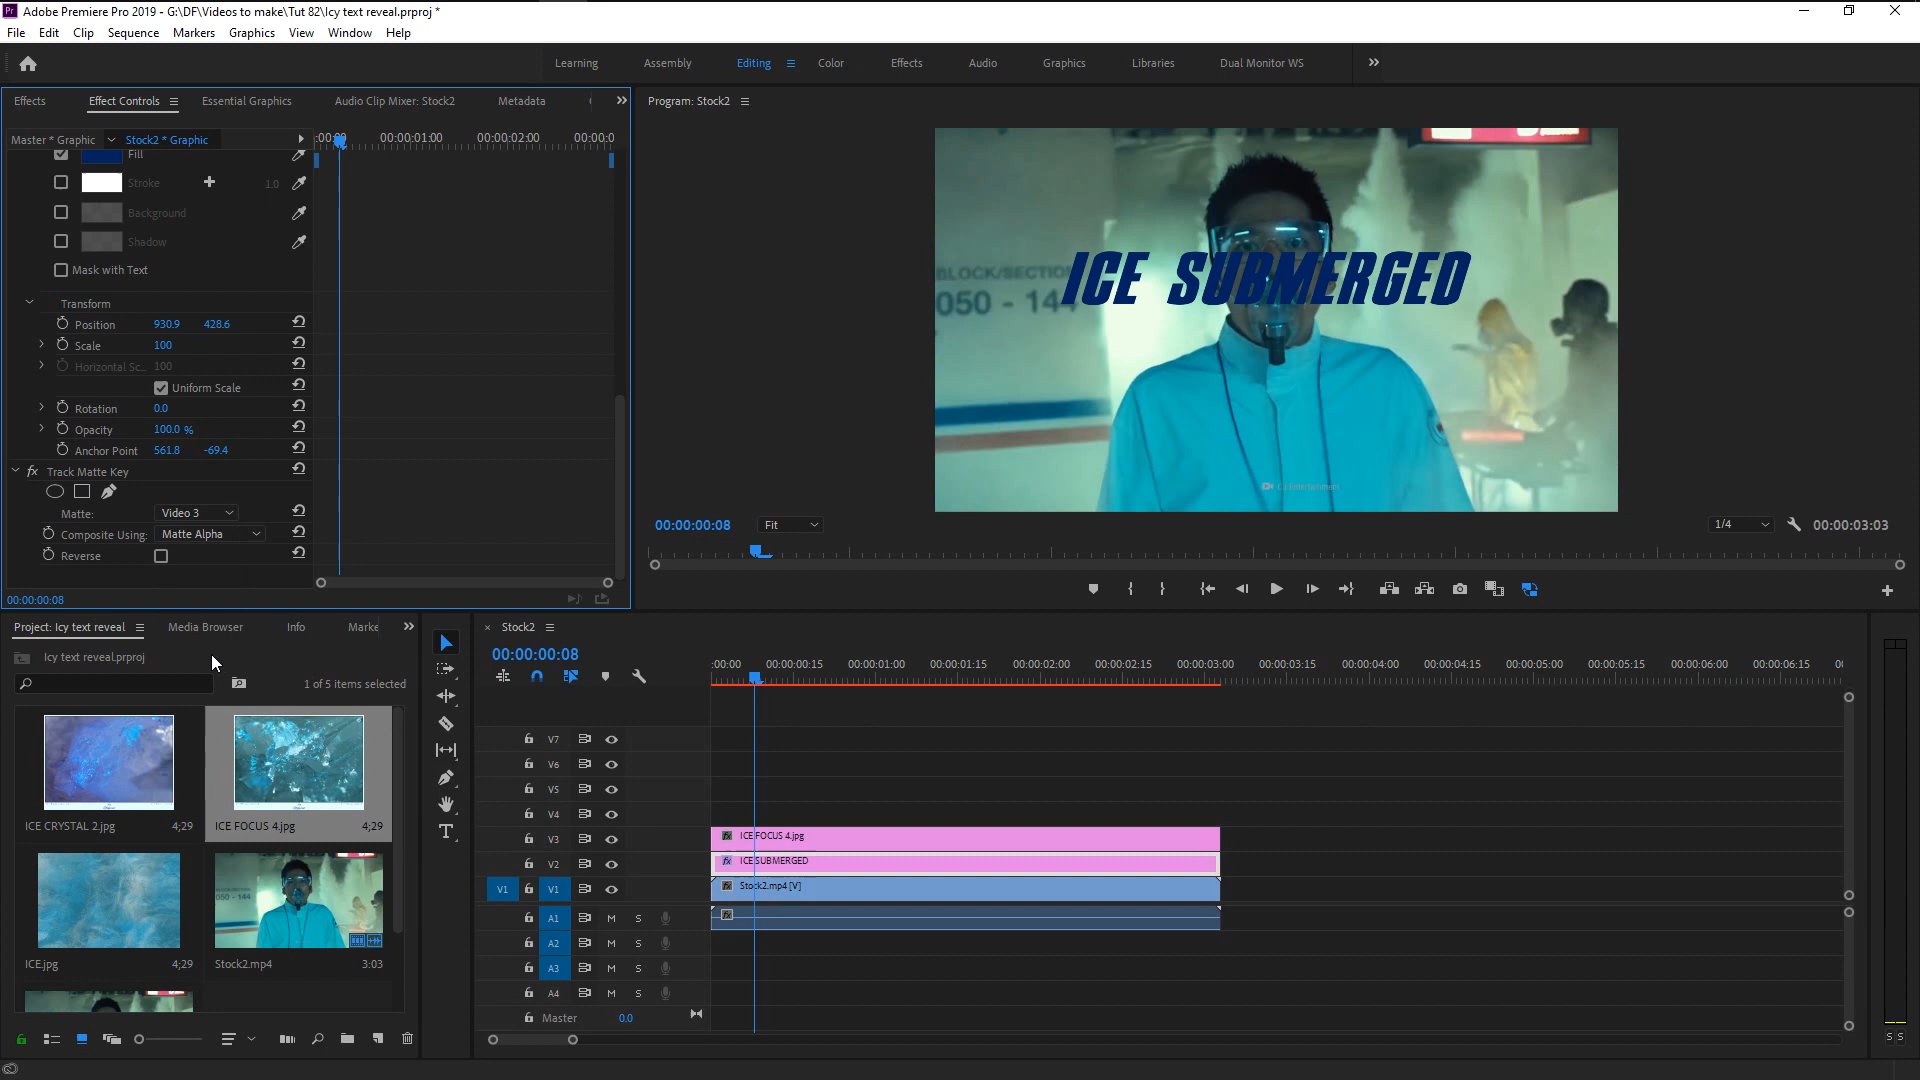 Adobe Premiere Pro 2019 - G:\DF\Videos to make\Tut 82\Icy text reveal.prproj *
File Edit Clip Sequence Markers Graphics View Window Help
Learning Assembly Editing Color Effects Audio Graphics Libraries Dual Monitor WS
Effects Effect Controls Essential Graphics Audio Clip Mixer: Stock2 Metadata
Program: Stock2
Master * Graphic Stock2 * Graphic
00:00:01:00 00:00:02:00 00:00:0
Fill
Stroke 1.0
Background
Shadow
Mask with Text
Transform
Position 930.9 428.6
Scale 100
Horizontal Sc... 100
Uniform Scale
Rotation 0.0
Opacity 100.0 %
Anchor Point 561.8 -69.4
fx Track Matte Key
Matte: Video 3
Composite Using: Matte Alpha
Reverse
00:00:00:08
BLOCK/SECTION
050 - 144
ICE SUBMERGED
00:00:00:08 Fit 1/4 00:00:03:03
Project: Icy text reveal Media Browser Info Marke
Icy text reveal.prproj
1 of 5 items selected
ICE CRYSTAL 2.jpg 4;29
ICE FOCUS 4.jpg 4;29
ICE.jpg 4;29
Stock2.mp4 3:03
Stock2
00:00:00:08
:00:00 00:00:00:15 00:00:01:00 00:00:01:15 00:00:02:00 00:00:02:15 00:00:03:00 00:00:03:15 00:00:04:00 00:00:04:15 00:00:05:00 00:00:05:15 00:00:06:00 00:00:06:15
V7
V6
V5
V4
V3 ICE FOCUS 4.jpg
V2 ICE SUBMERGED
V1 V1 Stock2.mp4 [V]
A1 M S
A2 M S
A3 M S
A4 M S
Master 0.0
S S